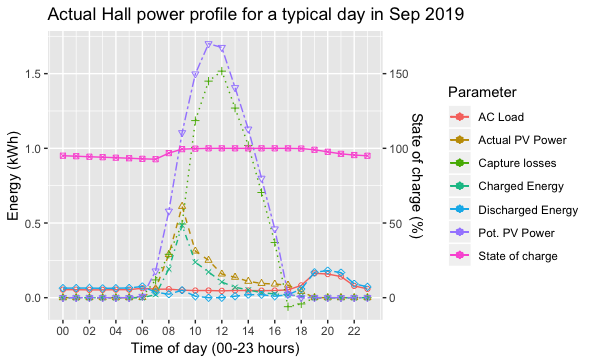 Actual Hall power profile for a typical day in Sep 2019
Energy (kWh)
1.5
1.0
0.5
0.0
150
100
50
0
State of charge (%)
00 02 04 06 08 10 12 14 16 18 20 22
Time of day (00-23 hours)
Parameter
AC Load
Actual PV Power
Capture losses
Charged Energy
Discharged Energy
Pot. PV Power
State of charge